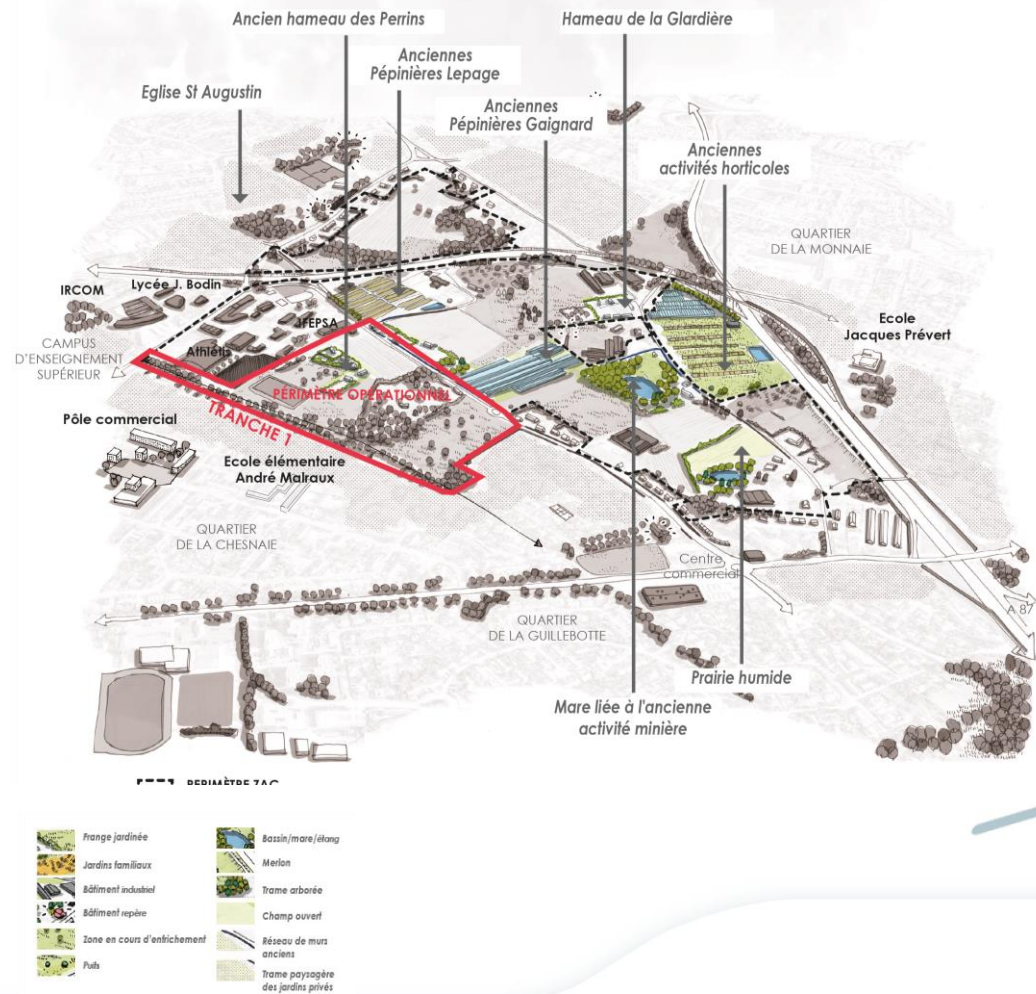 Ancien hameau des Perrins
Hameau de la Glardière
Anciennes
Pépinières Lepage
Eglise St Augustin
Anciennes
Pépinières Gaignard
Anciennes
activités horticoles
QUARTIER
DE LA MONNAIE
IRCOM
Lycée J. Bodin
Ecole
Jacques Prévert
IFEPSA
CAMPUS
D'ENSEIGNEMENT
SUPÉRIEUR
Athlétis
PÉRIMÈTRE OPÉRATIONNEL
TRANCHE 1
Pôle commercial
Ecole élémentaire
André Malraux
QUARTIER
DE LA CHESNAIE
Centre
commercial
A 87
QUARTIER
DE LA GUILLEBOTTE
Prairie humide
Mare liée à l'ancienne
activité minière
PERIMÈTRE ZAC
Frange jardinée
Jardins familiaux
Bâtiment industriel
Bâtiment repère
Zone en cours d'enfrichement
Puits
Bassin/mare/étang
Merlon
Trame arborée
Champ ouvert
Réseau de murs
anciens
Trame paysagère
des jardins privés